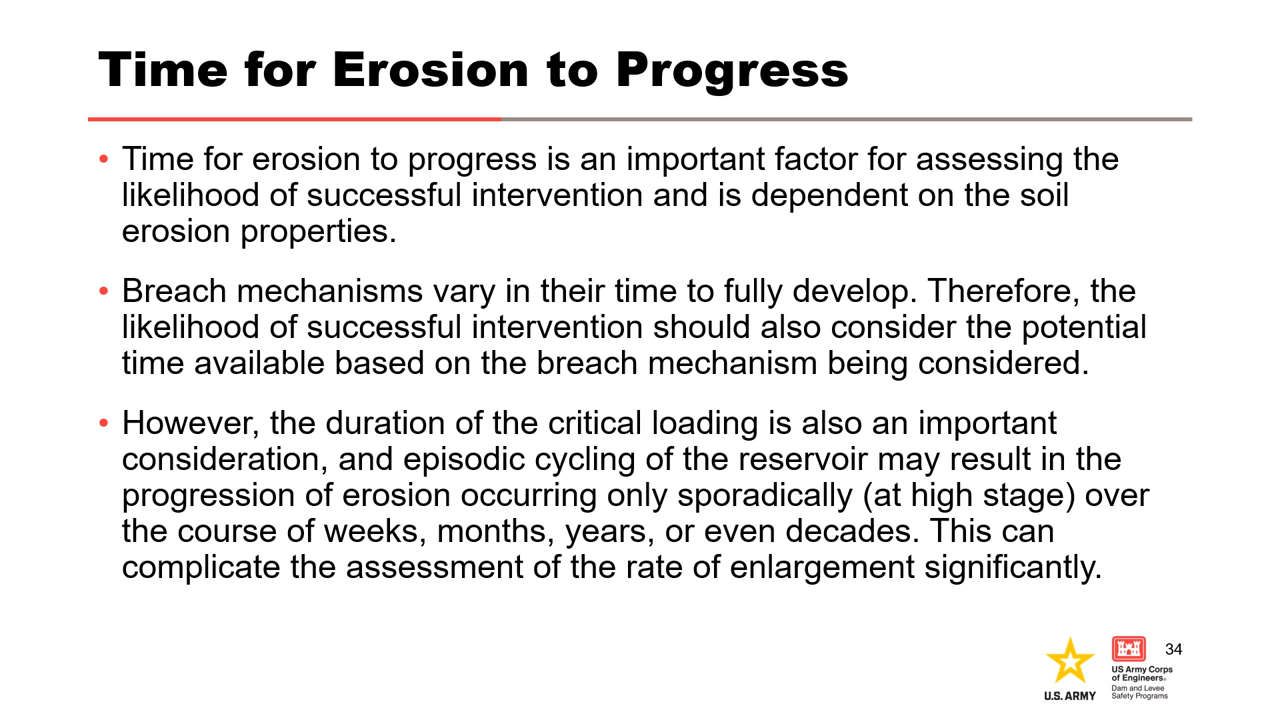 Time for Erosion to Progress
• Time for erosion to progress is an important factor for assessing the
likelihood of successful intervention and is dependent on the soil
erosion properties.
• Breach mechanisms vary in their time to fully develop. Therefore, the
likelihood of successful intervention should also consider the potential
time available based on the breach mechanism being considered.
• However, the duration of the critical loading is also an important
consideration, and episodic cycling of the reservoir may result in the
progression of erosion occurring only sporadically (at high stage) over
the course of weeks, months, years, or even decades. This can
complicate the assessment of the rate of enlargement significantly.
34
U.S. ARMY
US Army Corps
of Engineers®
Dam and Levee
Safety Programs